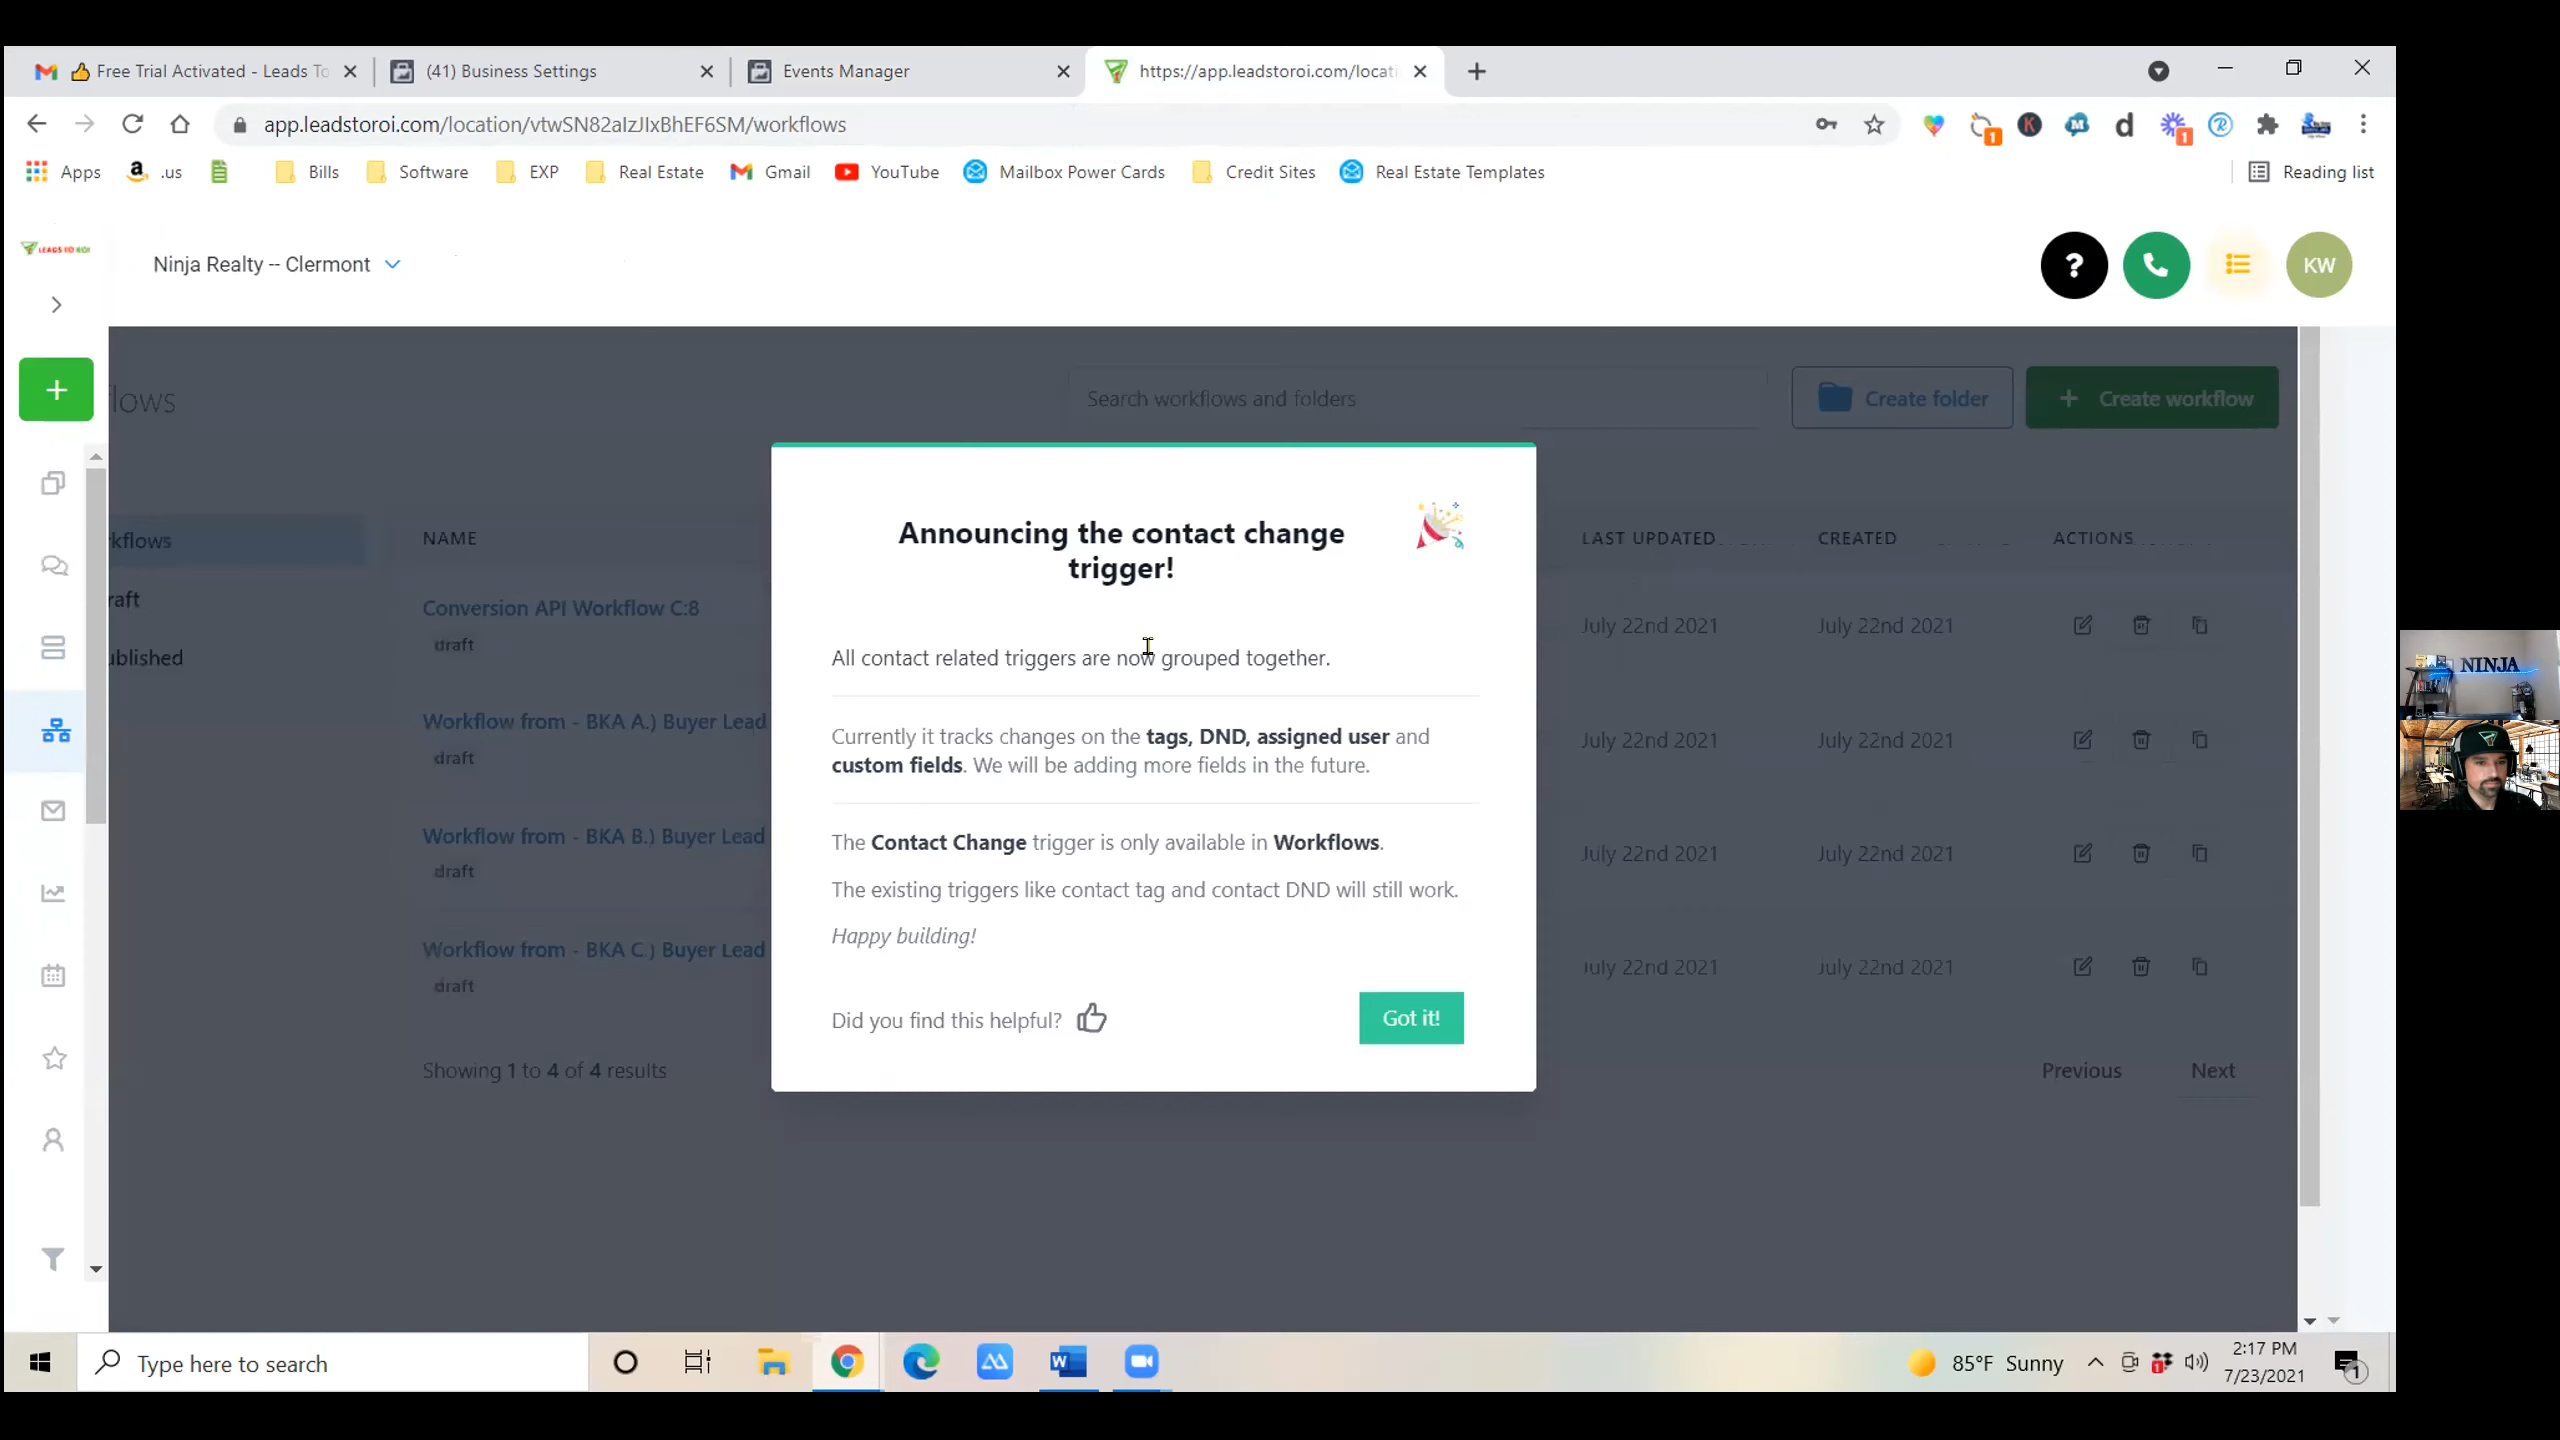 Free Trial Activated - Leads To
(41) Business Settings
Events Manager
https://app.leadstoroi.com/locati
app.leadstoroi.com/location/vtwSN82aIzJIxBhEF6SM/workflows
Apps
.us
Bills
Software
EXP
Real Estate
Gmail
YouTube
Mailbox Power Cards
Credit Sites
Real Estate Templates
Reading list
LEADS TO ROI
Ninja Realty -- Clermont
KW
lows
Search workflows and folders
Create folder
Create workflow
kflows
raft
ublished
NAME
LAST UPDATED
CREATED
ACTIONS
Conversion API Workflow C:8
draft
July 22nd 2021
July 22nd 2021
Workflow from - BKA A.) Buyer Lead
draft
July 22nd 2021
July 22nd 2021
Workflow from - BKA B.) Buyer Lead
draft
July 22nd 2021
July 22nd 2021
Workflow from - BKA C.) Buyer Lead
draft
July 22nd 2021
July 22nd 2021
Showing 1 to 4 of 4 results
Previous
Next
Announcing the contact change
trigger!
All contact related triggers are now grouped together.
Currently it tracks changes on the tags, DND, assigned user and
custom fields. We will be adding more fields in the future.
The Contact Change trigger is only available in Workflows.
The existing triggers like contact tag and contact DND will still work.
Happy building!
Did you find this helpful?
Got it!
NINJA
Type here to search
85°F Sunny
2:17 PM
7/23/2021
1